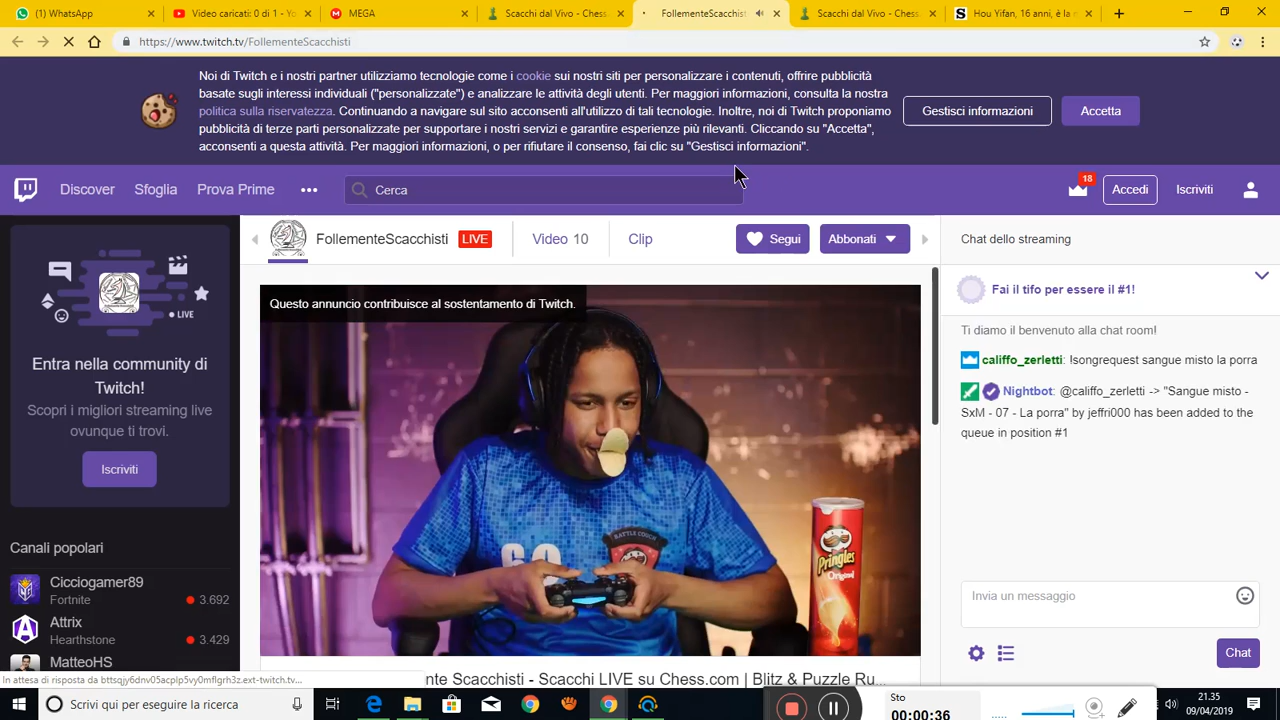 (1) WhatsApp
Video caricati: 0 di 1 - Yo
MEGA
Scacchi dal Vivo - Chess.c
FollementeScacchist
Scacchi dal Vivo - Chess.
Hou Yifan, 16 anni, è la
https://www.twitch.tv/FollementeScacchisti
Noi di Twitch e i nostri partner utilizziamo tecnologie come i cookie sui nostri siti per personalizzare i contenuti, offrire pubblicità
basate sugli interessi individuali ("personalizzate") e analizzare le attività degli utenti. Per maggiori informazioni, consulta la nostra
politica sulla riservatezza. Continuando a navigare sul sito acconsenti all'utilizzo di tali tecnologie. Inoltre, noi di Twitch proponiamo
pubblicità di terze parti personalizzate per supportare i nostri servizi e garantire esperienze più rilevanti. Cliccando su "Accetta",
acconsenti a questa attività. Per maggiori informazioni, o per rifiutare il consenso, fai clic su "Gestisci informazioni".
Gestisci informazioni
Accetta
Discover
Sfoglia
Prova Prime
Cerca
18
Accedi
Iscriviti
FollementeScacchisti
LIVE
Video 10
Clip
Segui
Abbonati
Chat dello streaming
Entra nella community di
Twitch!
Scopri i migliori streaming live
ovunque ti trovi.
Iscriviti
LIVE
Canali popolari
Cicciogamer89
Fortnite
3.692
Attrix
Hearthstone
3.429
MatteoHS
Questo annuncio contribuisce al sostentamento di Twitch.
BATTLE COUCH
Pringles
Original
nte Scacchisti - Scacchi LIVE su Chess.com | Blitz & Puzzle Ru...
Fai il tifo per essere il #1!
Ti diamo il benvenuto alla chat room!
califfo_zerletti: !songrequest sangue misto la porra
Nightbot: @califfo_zerletti -> "Sangue misto -
SxM - 07 - La porra" by jeffri000 has been added to the
queue in position #1
Invia un messaggio
Chat
Scrivi qui per eseguire la ricerca
Sto
00:00:36
21.35
09/04/2019